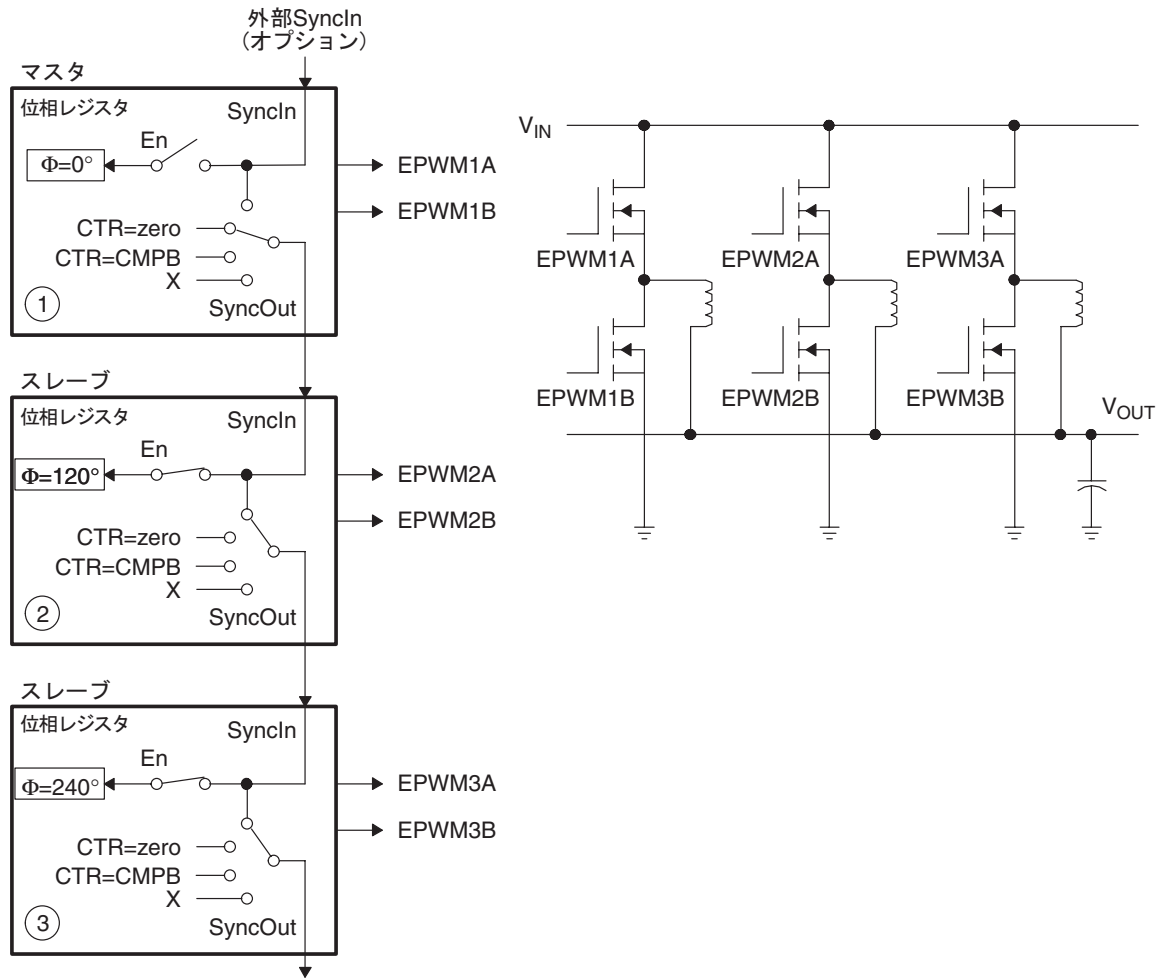 外部SyncIn
(オプション)
マスタ
位相レジスタ
SyncIn
En
Φ=0°
EPWM1A
EPWM1B
CTR=zero
CTR=CMPB
X
1
SyncOut
スレーブ
位相レジスタ
SyncIn
En
Φ=120°
EPWM2A
EPWM2B
CTR=zero
CTR=CMPB
X
2
SyncOut
スレーブ
位相レジスタ
SyncIn
En
Φ=240°
EPWM3A
EPWM3B
CTR=zero
CTR=CMPB
X
3
SyncOut
VIN
EPWM1A
EPWM2A
EPWM3A
EPWM1B
EPWM2B
EPWM3B
VOUT